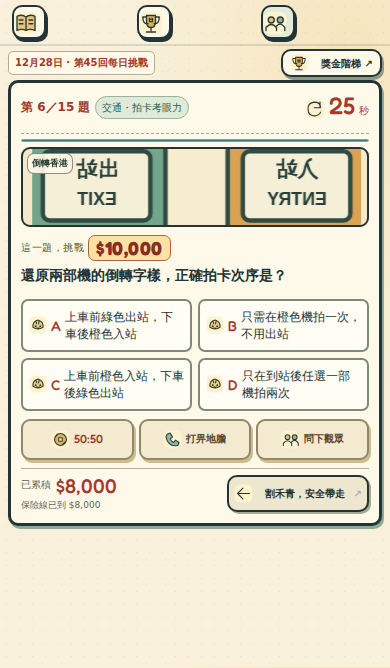 12月28日 · 第45回每日挑戰
獎金階梯 ↗
第 6／15 題
交通・拍卡考眼力
25 秒
倒轉香港
出站
EXIT
入站
ENTRY
這一題，挑戰 $10,000
還原兩部機的倒轉字樣，正確拍卡次序是？
A 上車前綠色出站，下車後橙色入站
B 只需在橙色機拍一次，不用出站
C 上車前橙色入站，下車後綠色出站
D 只在到站後任選一部機拍兩次
50:50
打畀地膽
問下觀眾
已累積 $8,000
保險線已到 $8,000
割禾青，安全帶走 ↗